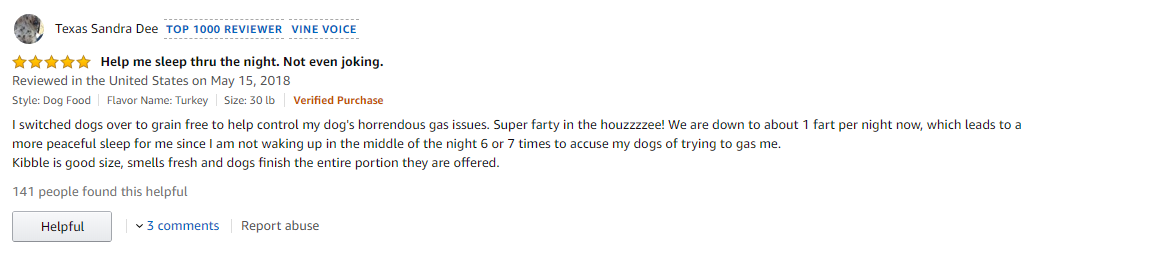 Texas Sandra Dee TOP 1000 REVIEWER VINE VOICE
Help me sleep thru the night. Not even joking.
Reviewed in the United States on May 15, 2018
Style: Dog Food | Flavor Name: Turkey | Size: 30 lb | Verified Purchase
I switched dogs over to grain free to help control my dog's horrendous gas issues. Super farty in the houzzzzee! We are down to about 1 fart per night now, which leads to a
more peaceful sleep for me since I am not waking up in the middle of the night 6 or 7 times to accuse my dogs of trying to gas me.
Kibble is good size, smells fresh and dogs finish the entire portion they are offered.
141 people found this helpful
Helpful | 3 comments | Report abuse